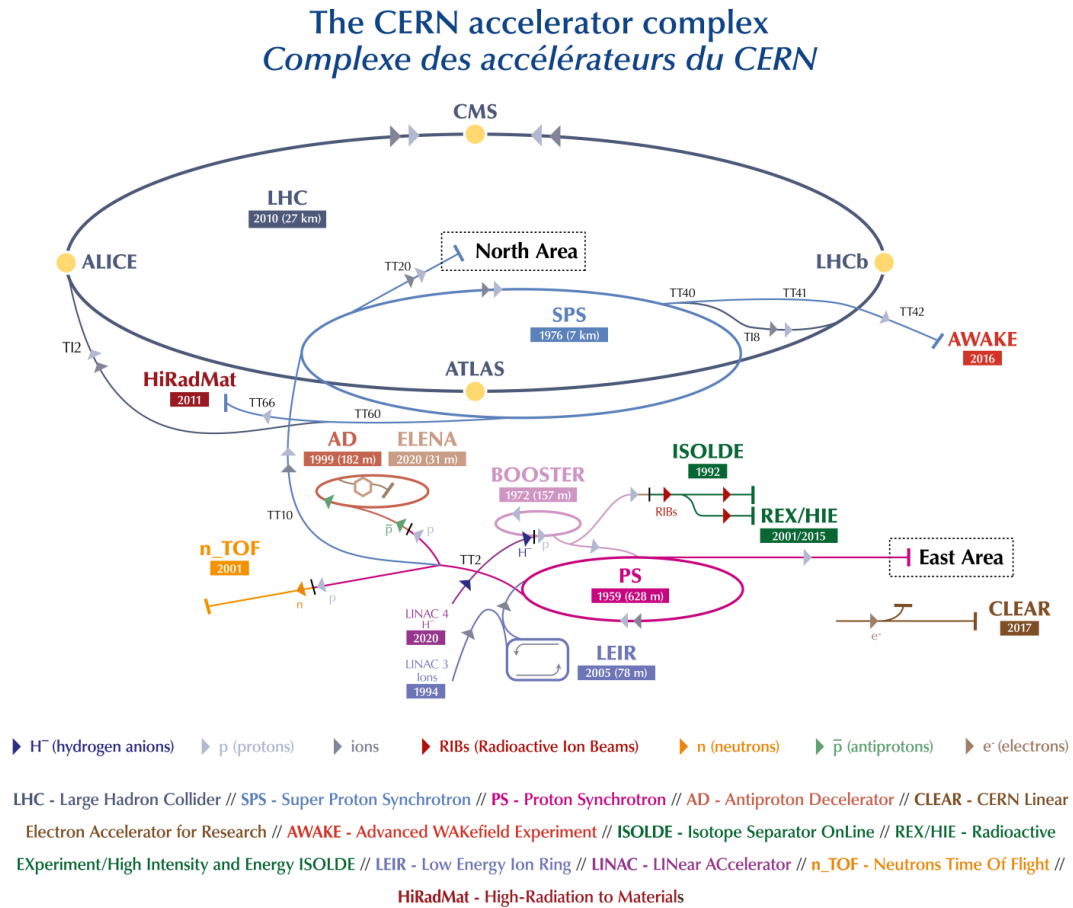 The CERN accelerator complex
Complexe des accélérateurs du CERN
CMS
LHC
2010 (27 km)
North Area
ALICE
TT20
LHCb
SPS
1976 (7 km)
TT40
TT41
TT42
TI8
AWAKE
2016
TI2
ATLAS
HiRadMat
2011
TT66
TT60
AD
1999 (182 m)
ELENA
2020 (31 m)
ISOLDE
1992
BOOSTER
1972 (157 m)
RIBs
REX/HIE
2001/2015
TT10
p̅
p
H⁻
p
n_TOF
2001
TT2
East Area
PS
1959 (628 m)
n
p
LINAC 4
H⁻
2020
CLEAR
2017
e⁻
LEIR
2005 (78 m)
LINAC 3
Ions
1994
H⁻ (hydrogen anions) p (protons) ions RIBs (Radioactive Ion Beams) n (neutrons) p̅ (antiprotons) e⁻ (electrons)
LHC - Large Hadron Collider // SPS - Super Proton Synchrotron // PS - Proton Synchrotron // AD - Antiproton Decelerator // CLEAR - CERN Linear
Electron Accelerator for Research // AWAKE - Advanced WAKefield Experiment // ISOLDE - Isotope Separator OnLine // REX/HIE - Radioactive
EXperiment/High Intensity and Energy ISOLDE // LEIR - Low Energy Ion Ring // LINAC - LINear ACcelerator // n_TOF - Neutrons Time Of Flight //
HiRadMat - High-Radiation to Materials